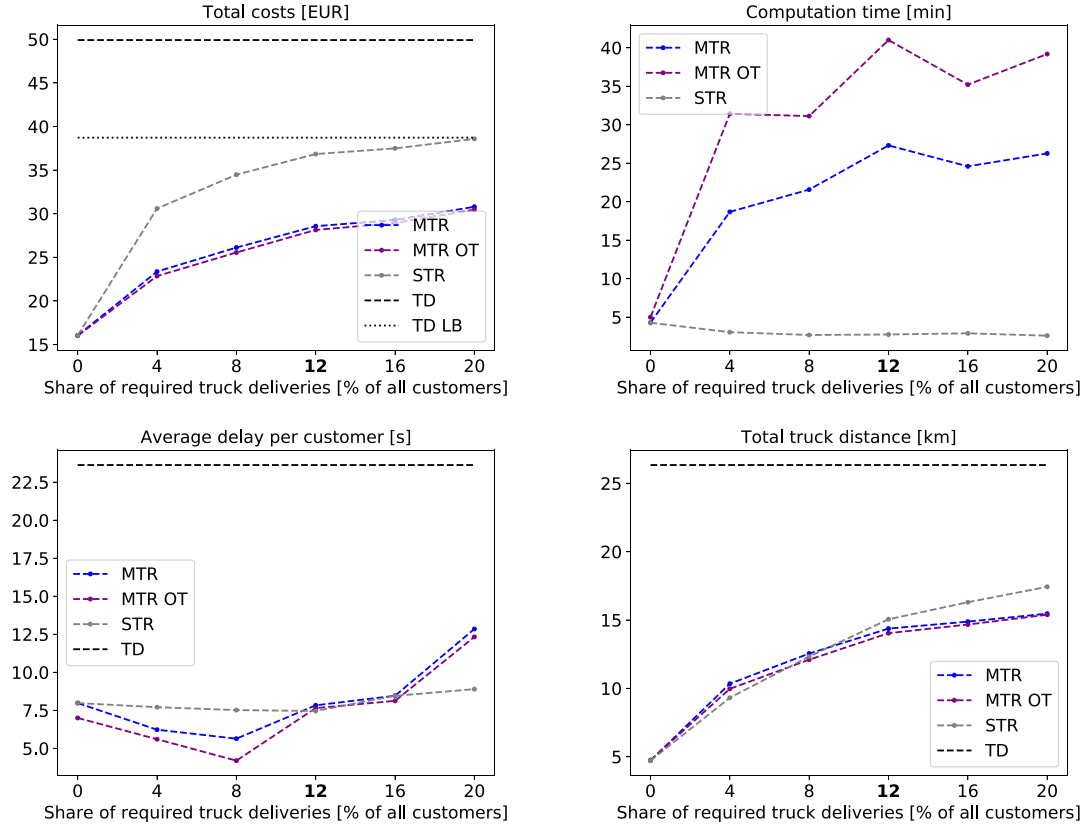 Total costs [EUR]
50
45
40
35
30
25
20
15
MTR
MTR OT
STR
TD
TD LB
0 4 8 12 16 20
Share of required truck deliveries [% of all customers]
Computation time [min]
40
35
30
25
20
15
10
5
MTR
MTR OT
STR
0 4 8 12 16 20
Share of required truck deliveries [% of all customers]
Average delay per customer [s]
22.5
20.0
17.5
15.0
12.5
10.0
7.5
5.0
MTR
MTR OT
STR
TD
0 4 8 12 16 20
Share of required truck deliveries [% of all customers]
Total truck distance [km]
25
20
15
10
5
MTR
MTR OT
STR
TD
0 4 8 12 16 20
Share of required truck deliveries [% of all customers]